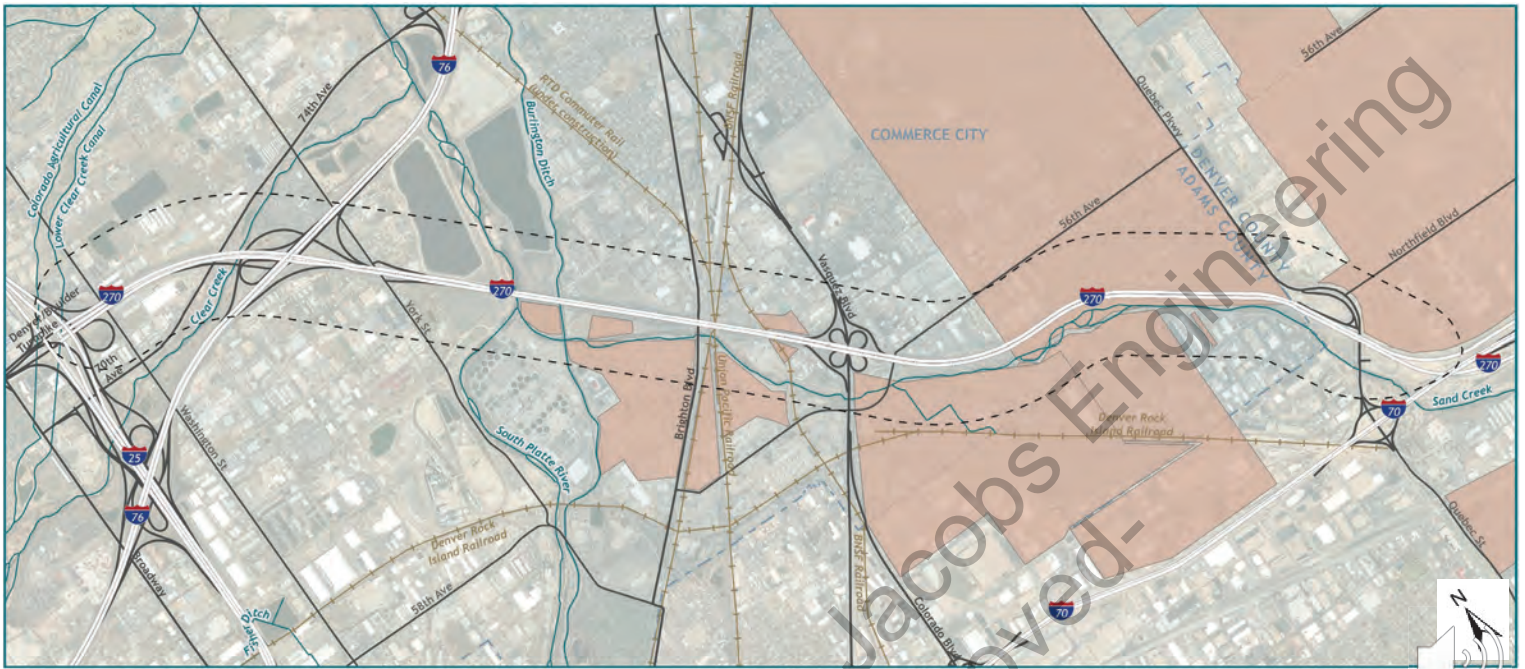 76
74th Ave
RTD Commuter Rail
(under construction)
BNSF Railroad
56th Ave
Colorado Agricultural Canal
Lower Clear Creek Canal
Burlington Ditch
Quebec Pkwy
COMMERCE CITY
DENVER COUNTY
ADAMS COUNTY
56th Ave
Northfield Blvd
Vasquez Blvd
Clear Creek
270
270
270
Denver/Boulder
Turnpike
York St
70th
Ave
270
Brighton Blvd
Union Pacific Railroad
Sand Creek
Washington St
70
Denver Rock
Island Railroad
South Platte River
25
76
Denver Rock
Island Railroad
Quebec St
BNSF Railroad
Broadway
58th Ave
Fisher
Ditch
Colorado Blvd
70
N
Jacobs Engineering